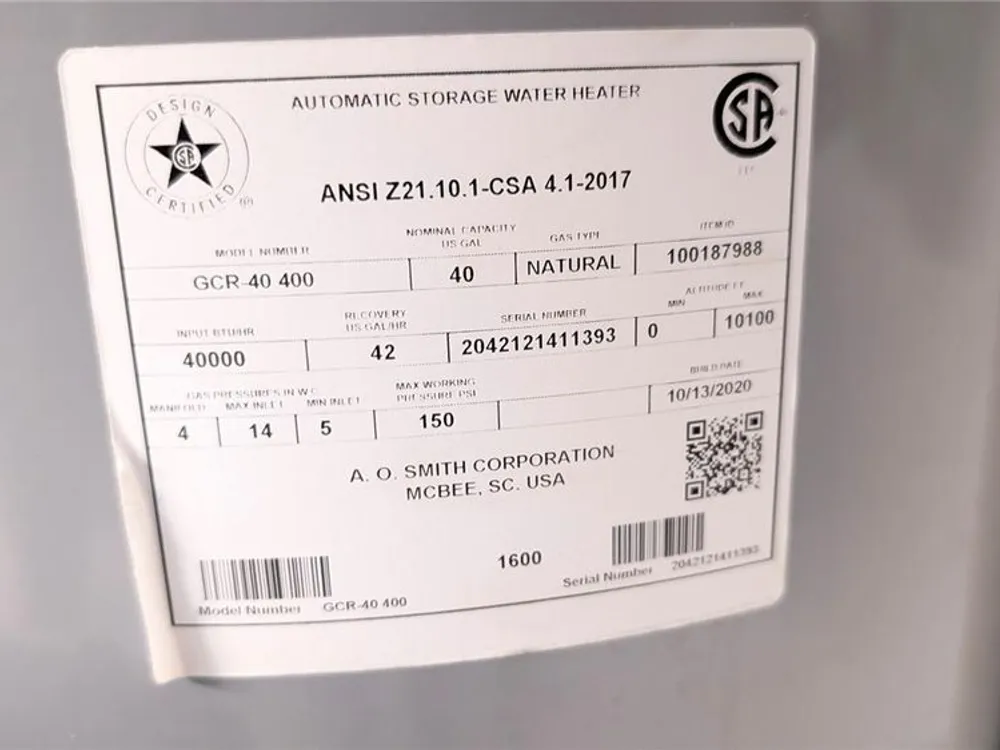 DESIGN
CERTIFIED
AUTOMATIC STORAGE WATER HEATER
CSA
ANSI Z21.10.1-CSA 4.1-2017
MODEL NUMBER NOMINAL CAPACITY US GAL GAS TYPE ITEM ID
GCR-40 400 40 NATURAL 100187988
INPUT BTU/HR RECOVERY US GAL/HR SERIAL NUMBER ALTITUDE FT MIN MAX
40000 42 2042121411393 0 10100
GAS PRESSURES IN W.C. MANIFOLD MAX INLET MIN INLET MAX WORKING PRESSURE PSI BUILD DATE
4 14 5 150 10/13/2020
A. O. SMITH CORPORATION
MCBEE, SC. USA
1600
Model Number GCR-40 400
Serial Number 2042121411393